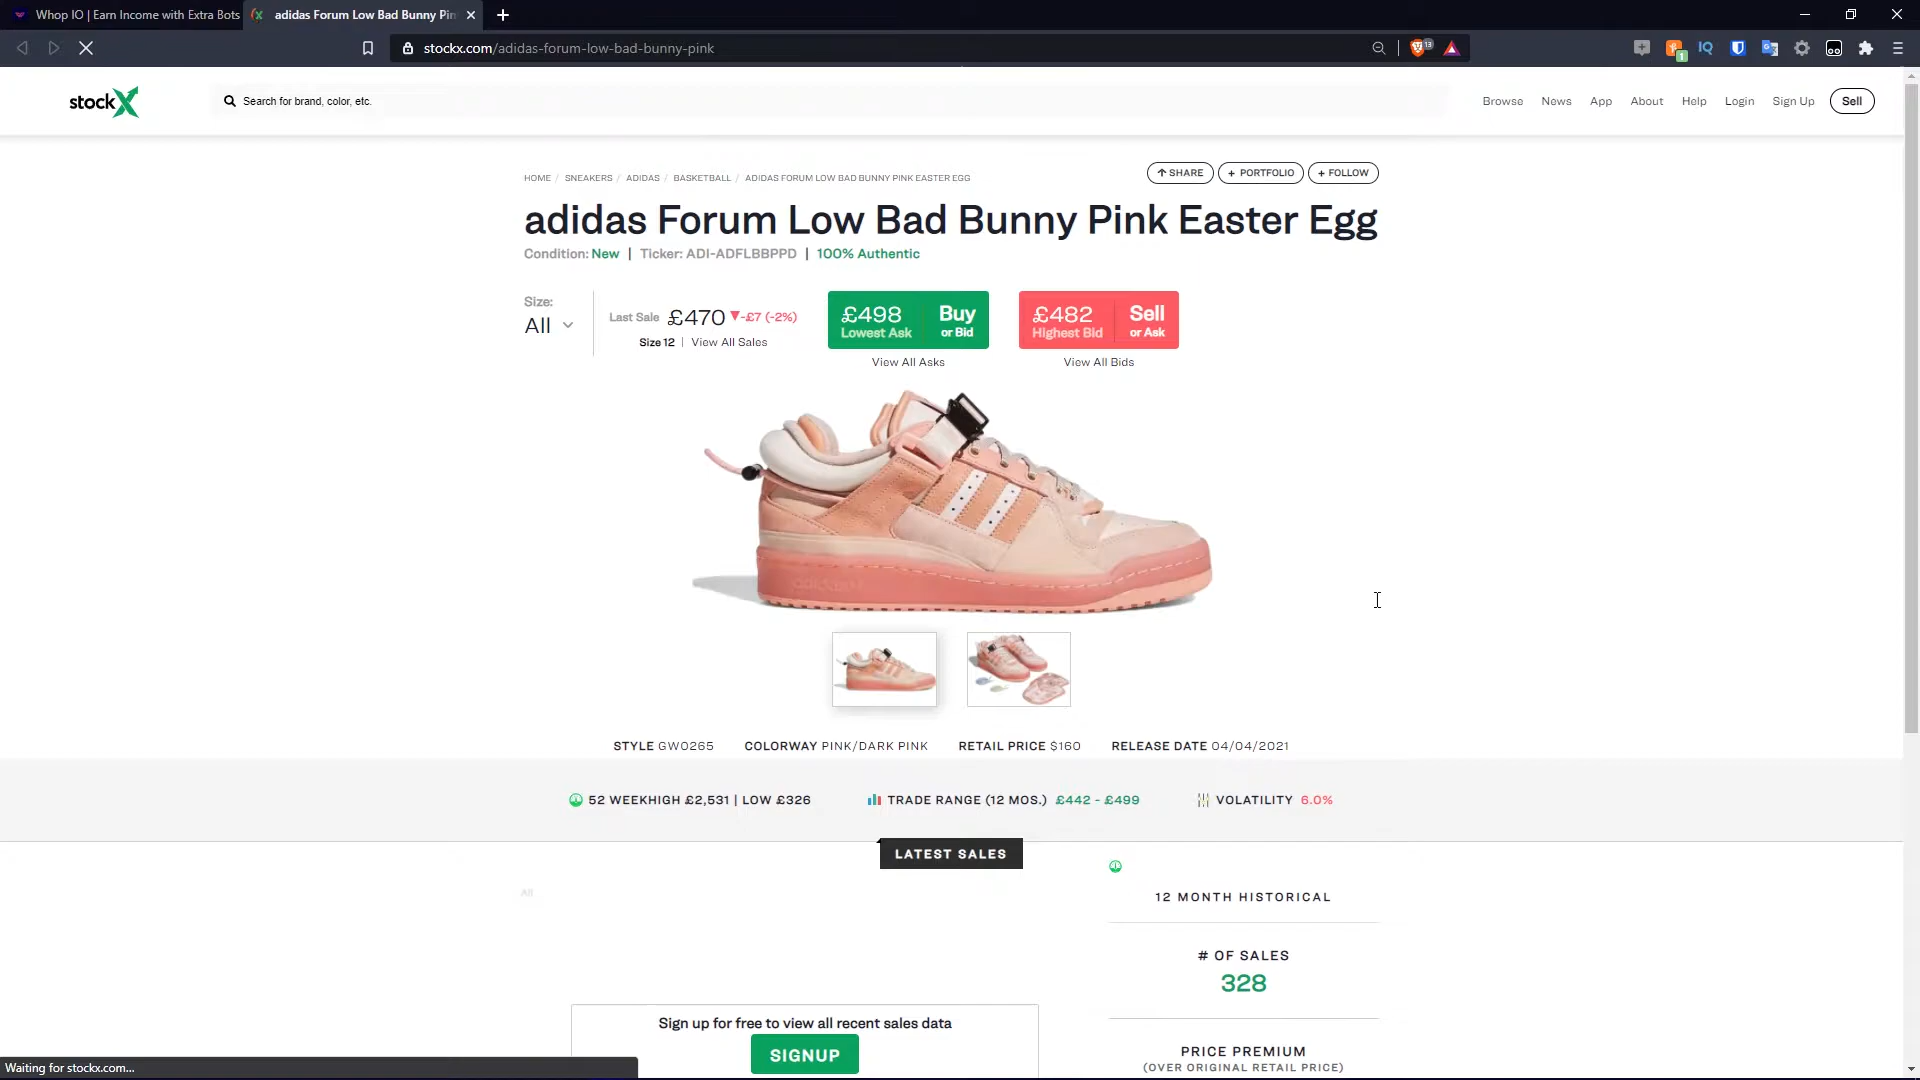 Whop IO | Earn Income with Extra Bots
adidas Forum Low Bad Bunny Pin
stockx.com/adidas-forum-low-bad-bunny-pink
13
1
IQ
stockX
Search for brand, color, etc.
Browse
News
App
About
Help
Login
Sign Up
Sell
HOME / SNEAKERS / ADIDAS / BASKETBALL / ADIDAS FORUM LOW BAD BUNNY PINK EASTER EGG
SHARE
+ PORTFOLIO
+ FOLLOW
adidas Forum Low Bad Bunny Pink Easter Egg
Condition: New | Ticker: ADI-ADFLBBPPD | 100% Authentic
Size:
All
Last Sale £470 ▼-£7 (-2%)
Size 12 | View All Sales
£498 Buy
Lowest Ask or Bid
View All Asks
£482 Sell
Highest Bid or Ask
View All Bids
STYLE GW0265 COLORWAY PINK/DARK PINK RETAIL PRICE $160 RELEASE DATE 04/04/2021
52 WEEKHIGH £2,531 | LOW £326 TRADE RANGE (12 MOS.) £442 - £499 VOLATILITY 6.0%
LATEST SALES
All
12 MONTH HISTORICAL
# OF SALES
328
Sign up for free to view all recent sales data
SIGNUP
PRICE PREMIUM
(OVER ORIGINAL RETAIL PRICE)
Waiting for stockx.com...